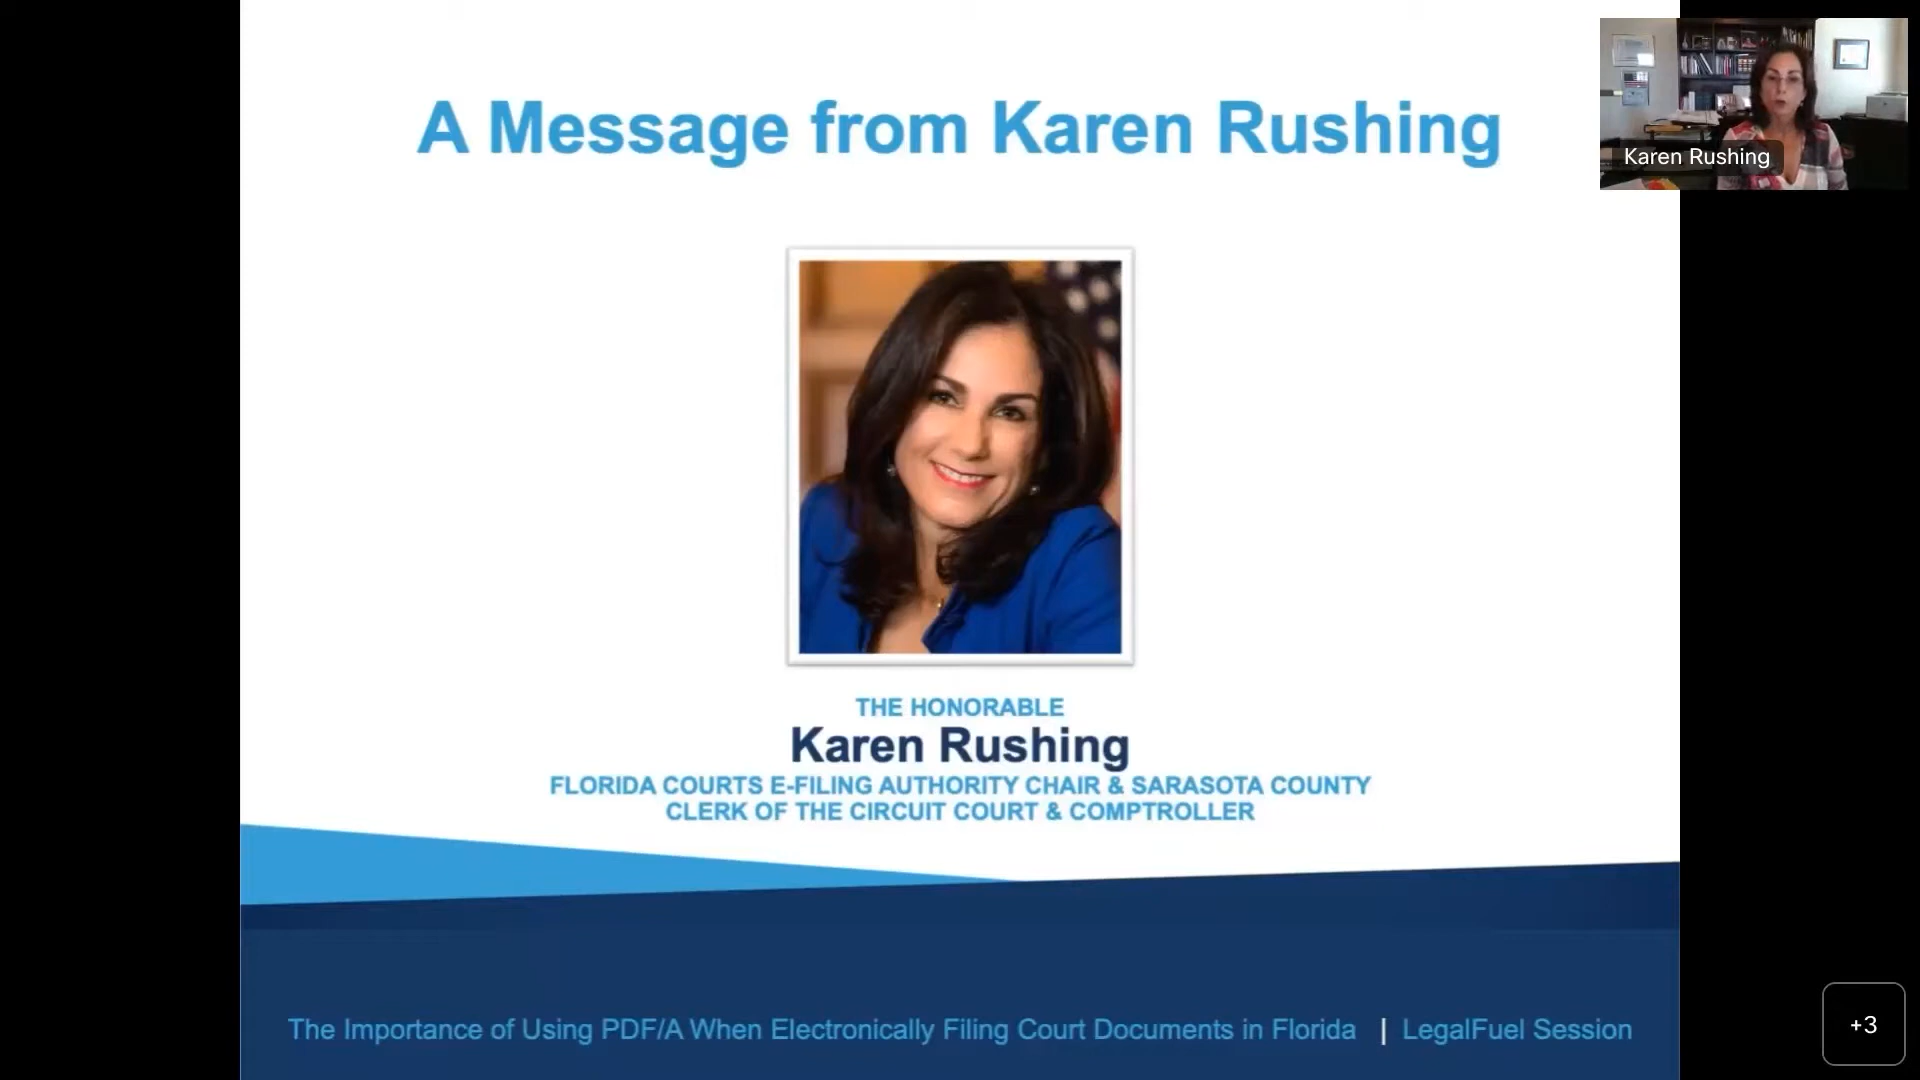 A Message from Karen Rushing
Karen Rushing
THE HONORABLE
Karen Rushing
FLORIDA COURTS E-FILING AUTHORITY CHAIR & SARASOTA COUNTY
CLERK OF THE CIRCUIT COURT & COMPTROLLER
The Importance of Using PDF/A When Electronically Filing Court Documents in Florida | LegalFuel Session
+3